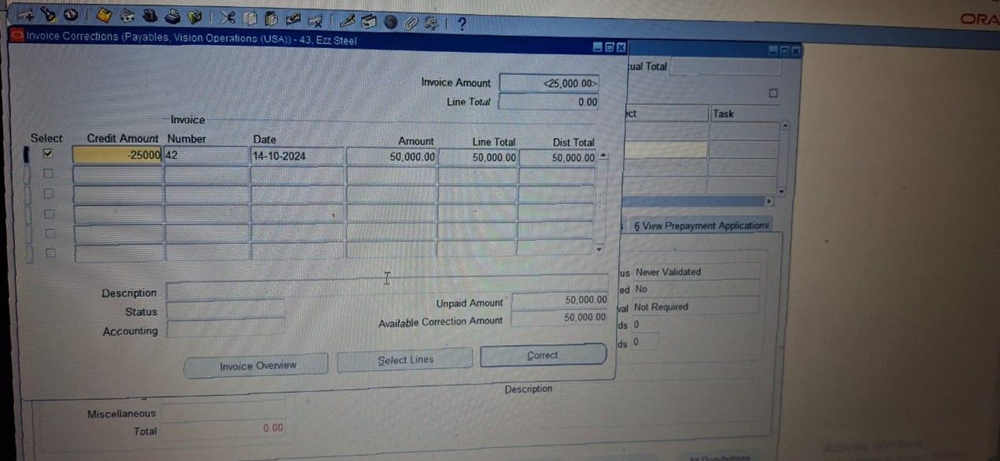 ORA
Invoice Corrections (Payables, Vision Operations (USA)) - 43, Ezz Steel
Invoice Amount <25,000 00>
Line Total 0.00
Invoice
Select Credit Amount Number Date Amount Line Total Dist Total
-25000 42 14-10-2024 50,000.00 50,000.00 50,000.00
Description
Status
Accounting
Unpaid Amount 50,000.00
Available Correction Amount 50,000.00
Invoice Overview Select Lines Correct
ual Total
ect Task
6 View Prepayment Applications
us Never Validated
ed No
val Not Required
ds 0
ds 0
Description
Miscellaneous
Total 0.00
Activate Windows